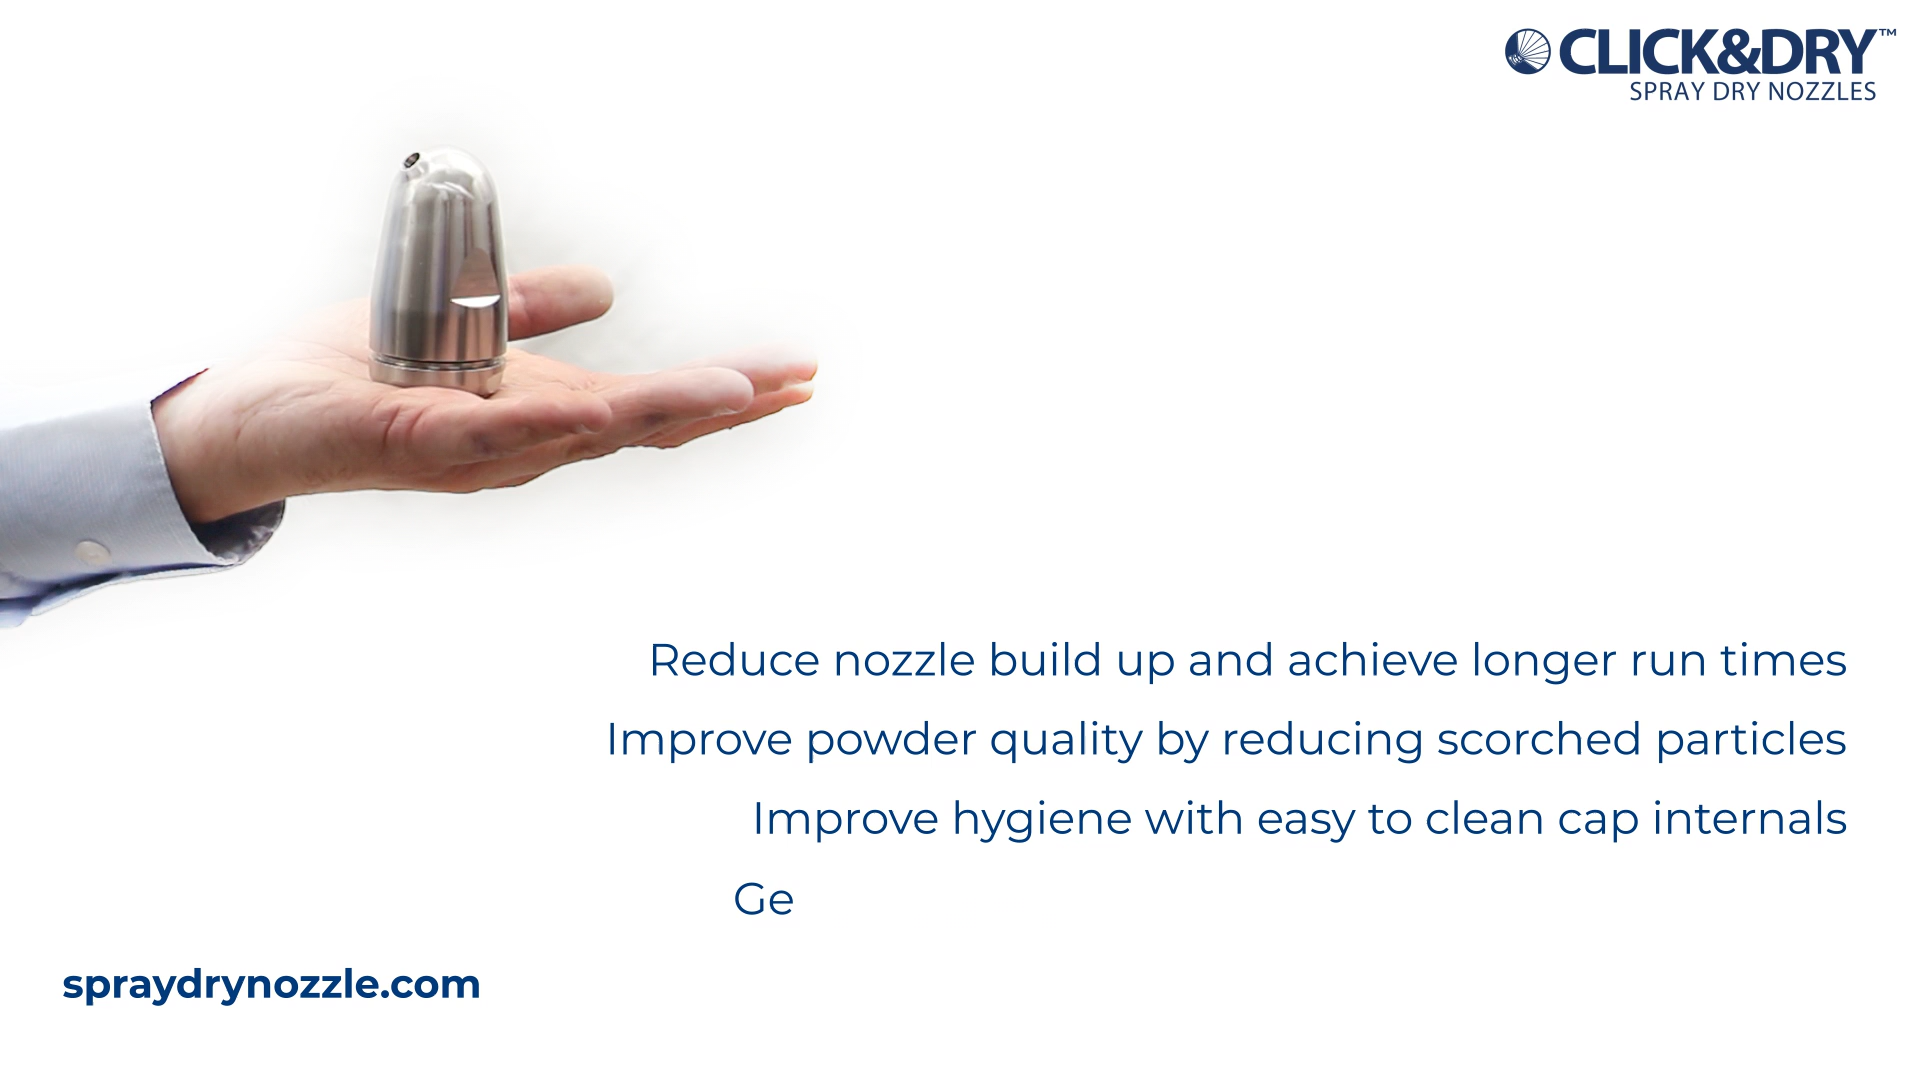 CLICK&DRY™
SPRAY DRY NOZZLES
Reduce nozzle build up and achieve longer run times
Improve powder quality by reducing scorched particles
Improve hygiene with easy to clean cap internals
Ge
spraydrynozzle.com